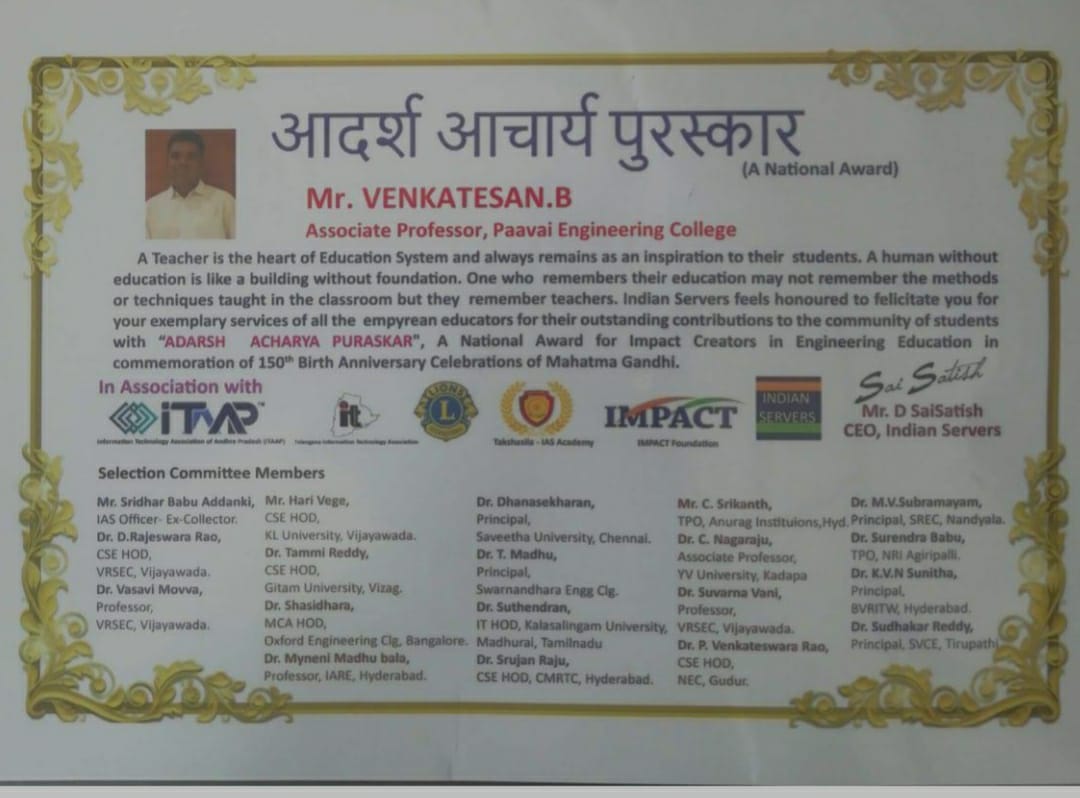 आदर्श आचार्य पुरस्कार
(A National Award)
Mr. VENKATESAN.B
Associate Professor, Paavai Engineering College
A Teacher is the heart of Education System and always remains as an inspiration to their students. A human without
education is like a building without foundation. One who remembers their education may not remember the methods
or techniques taught in the classroom but they remember teachers. Indian Servers feels honoured to felicitate you for
your exemplary services of all the empyrean educators for their outstanding contributions to the community of students
with “ADARSH ACHARYA PURASKAR”, A National Award for Impact Creators in Engineering Education in
commemoration of 150th Birth Anniversary Celebrations of Mahatma Gandhi.
In Association with
iTAAP™
Information Technology Association of Andhra Pradesh (ITAAP)
it
Telangana Information Technology Association
LIONS
L
Takshasila - IAS Academy
IMPACT
IMPACT Foundation
INDIAN
SERVERS
Sai Satish
Mr. D SaiSatish
CEO, Indian Servers
Selection Committee Members
Mr. Sridhar Babu Addanki,
IAS Officer- Ex-Collector.
Dr. D.Rajeswara Rao,
CSE HOD,
VRSEC, Vijayawada.
Dr. Vasavi Movva,
Professor,
VRSEC, Vijayawada.
Mr. Hari Vege,
CSE HOD,
KL University, Vijayawada.
Dr. Tammi Reddy,
CSE HOD,
Gitam University, Vizag.
Dr. Shasidhara,
MCA HOD,
Oxford Engineering Clg, Bangalore.
Dr. Myneni Madhu bala,
Professor, IARE, Hyderabad.
Dr. Dhanasekharan,
Principal,
Saveetha University, Chennai.
Dr. T. Madhu,
Principal,
Swarnandhara Engg Clg.
Dr. Suthendran,
IT HOD, Kalasalingam University,
Madhurai, Tamilnadu
Dr. Srujan Raju,
CSE HOD, CMRTC, Hyderabad.
Mr. C. Srikanth,
TPO, Anurag Instituions,Hyd.
Dr. C. Nagaraju,
Associate Professor,
YV University, Kadapa
Dr. Suvarna Vani,
Professor,
VRSEC, Vijayawada.
Dr. P. Venkateswara Rao,
CSE HOD,
NEC, Gudur.
Dr. M.V.Subramayam,
Principal, SREC, Nandyala.
Dr. Surendra Babu,
TPO, NRI Agiripalli.
Dr. K.V.N Sunitha,
Principal,
BVRITW, Hyderabad.
Dr. Sudhakar Reddy,
Principal, SVCE, Tirupathi